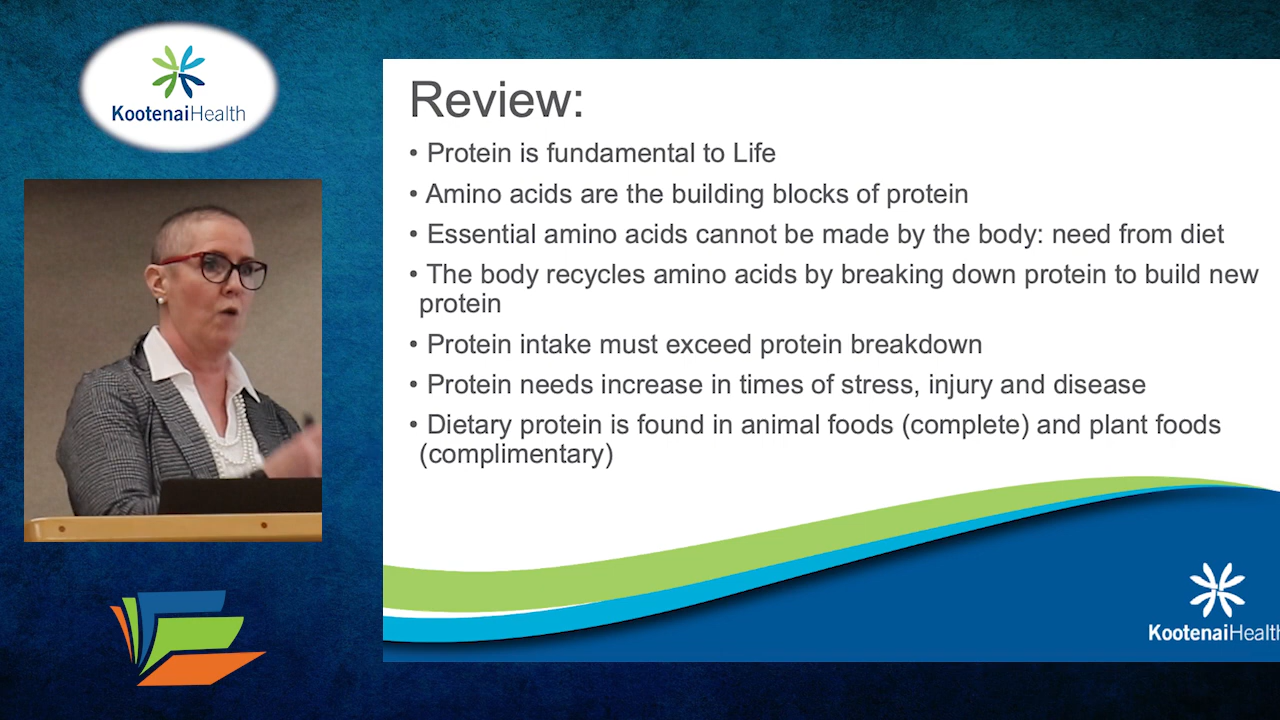 KootenaiHealth
Review:
• Protein is fundamental to Life
• Amino acids are the building blocks of protein
• Essential amino acids cannot be made by the body: need from diet
• The body recycles amino acids by breaking down protein to build new
protein
• Protein intake must exceed protein breakdown
• Protein needs increase in times of stress, injury and disease
• Dietary protein is found in animal foods (complete) and plant foods
(complimentary)
KootenaiHealth